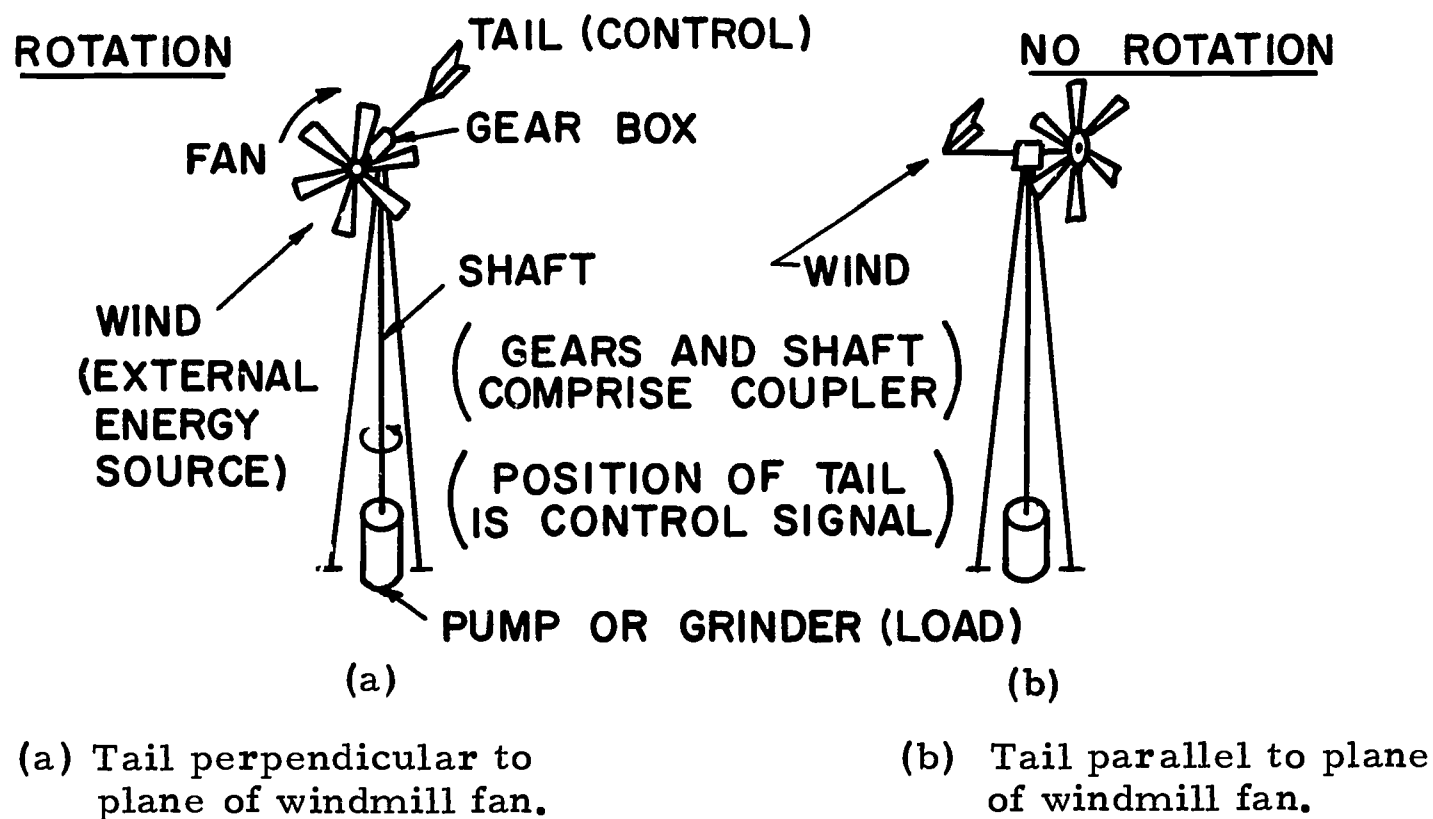 ROTATION
TAIL (CONTROL)
NO ROTATION
FAN
GEAR BOX
SHAFT
WIND
WIND
(EXTERNAL
ENERGY
SOURCE)
(GEARS AND SHAFT
COMPRISE COUPLER)
(POSITION OF TAIL
IS CONTROL SIGNAL)
PUMP OR GRINDER (LOAD)
(a)
(b)
(a) Tail perpendicular to
plane of windmill fan.
(b) Tail parallel to plane
of windmill fan.